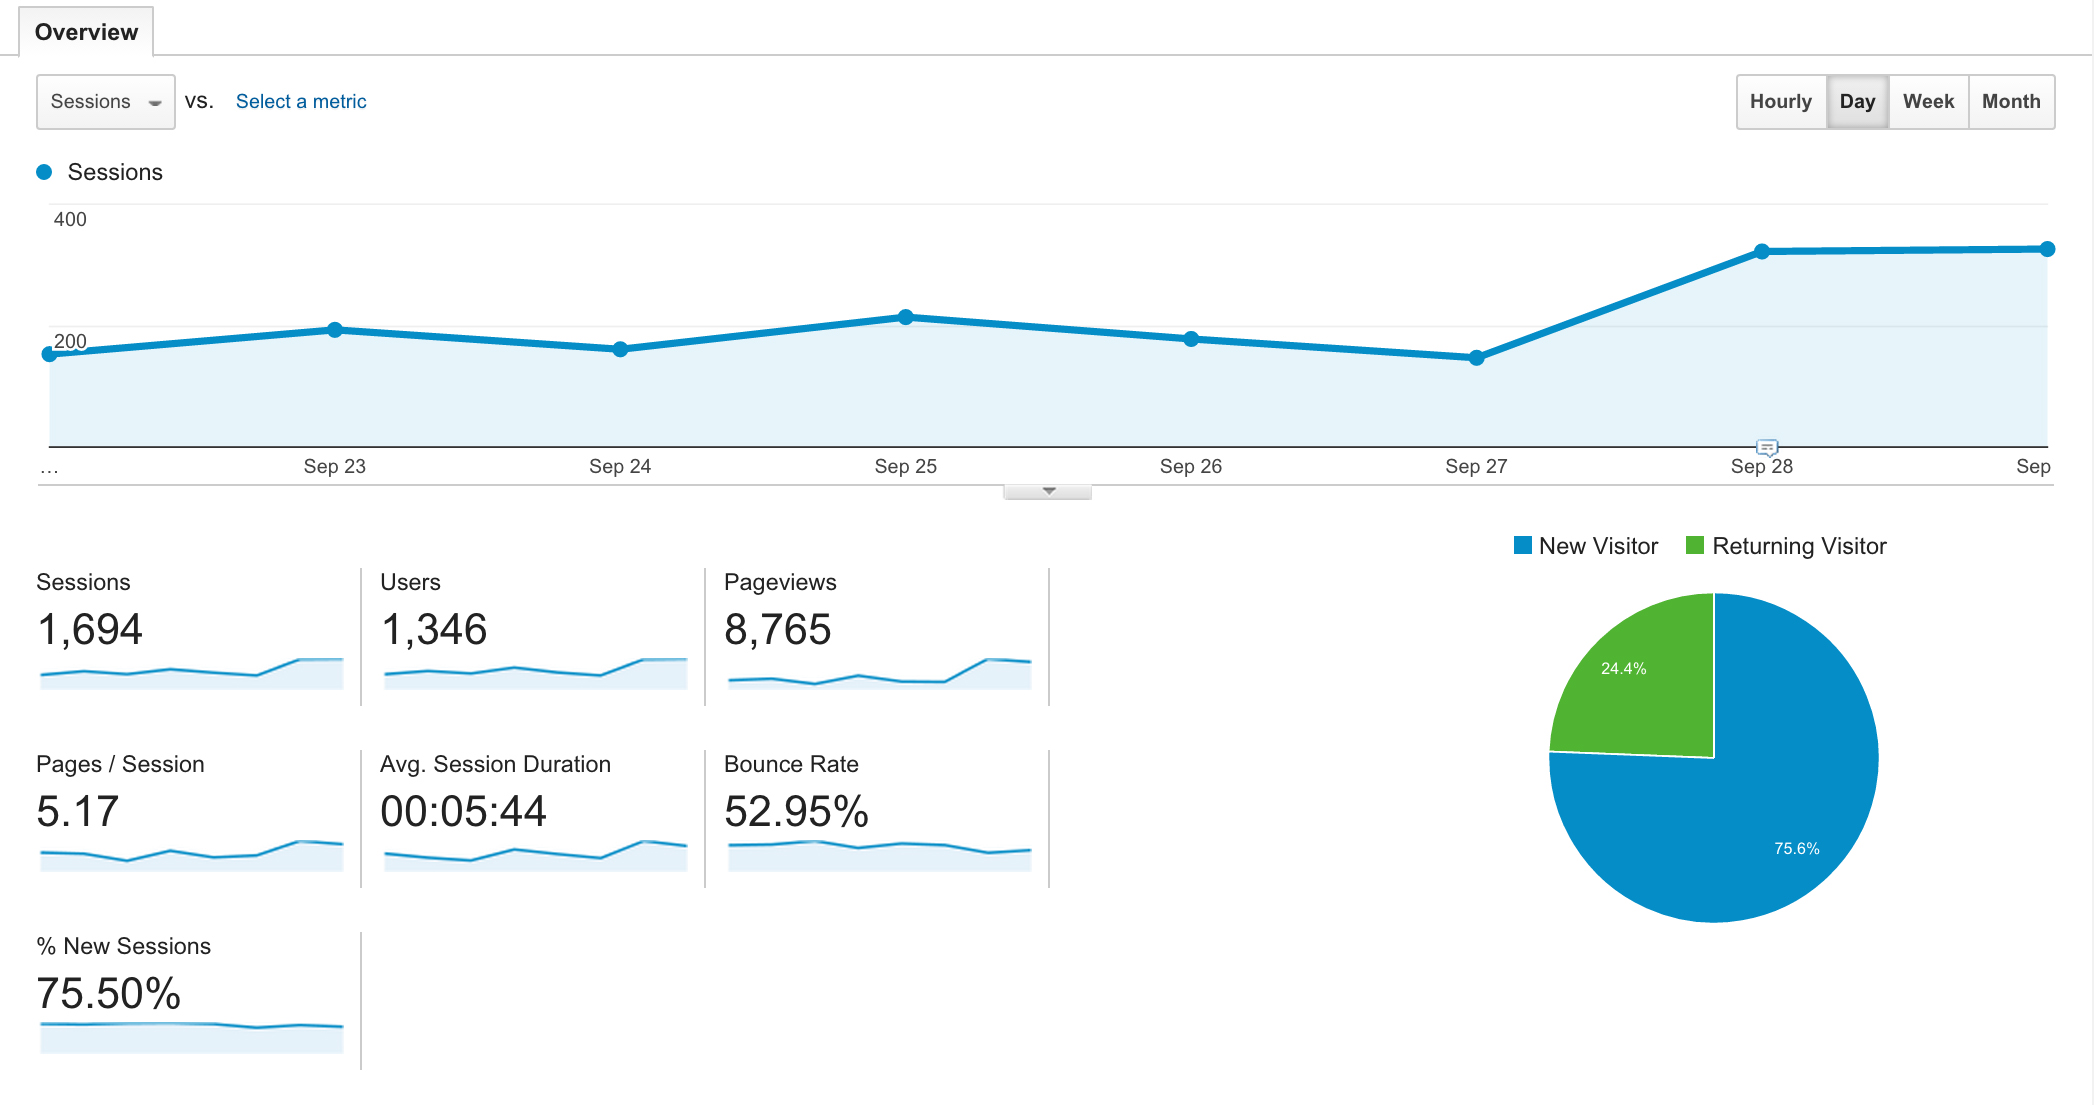 Overview
Sessions vs. Select a metric
Hourly Day Week Month
Sessions
400
200
... Sep 23 Sep 24 Sep 25 Sep 26 Sep 27 Sep 28 Sep
New Visitor Returning Visitor
Sessions Users Pageviews
1,694 1,346 8,765
24.4%
Pages / Session Avg. Session Duration Bounce Rate
5.17 00:05:44 52.95%
75.6%
% New Sessions
75.50%